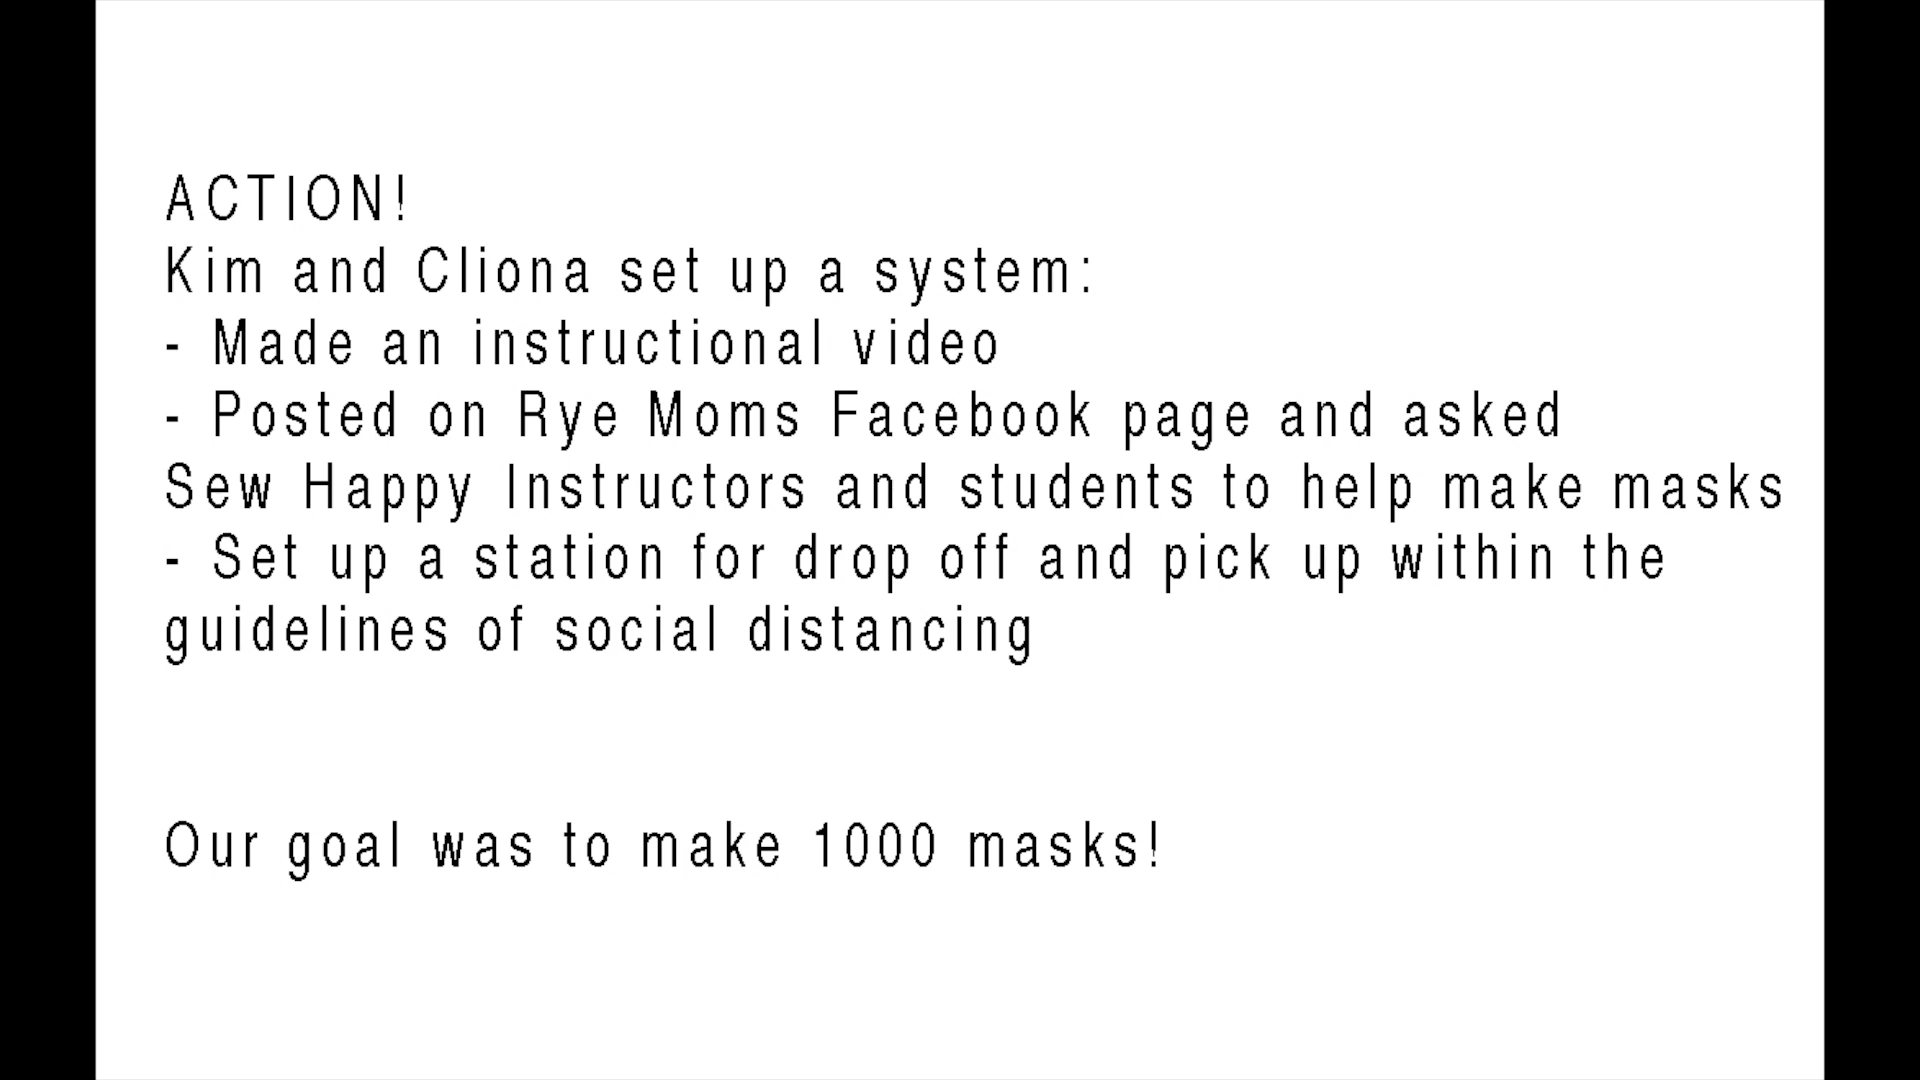 ACTION!
Kim and Cliona set up a system:
- Made an instructional video
- Posted on Rye Moms Facebook page and asked
Sew Happy Instructors and students to help make masks
- Set up a station for drop off and pick up within the
guidelines of social distancing
Our goal was to make 1000 masks!